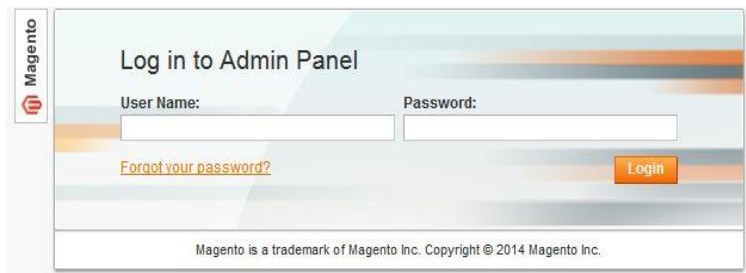 Magento
Log in to Admin Panel
User Name:
Password:
Forgot your password?
Login
Magento is a trademark of Magento Inc. Copyright © 2014 Magento Inc.